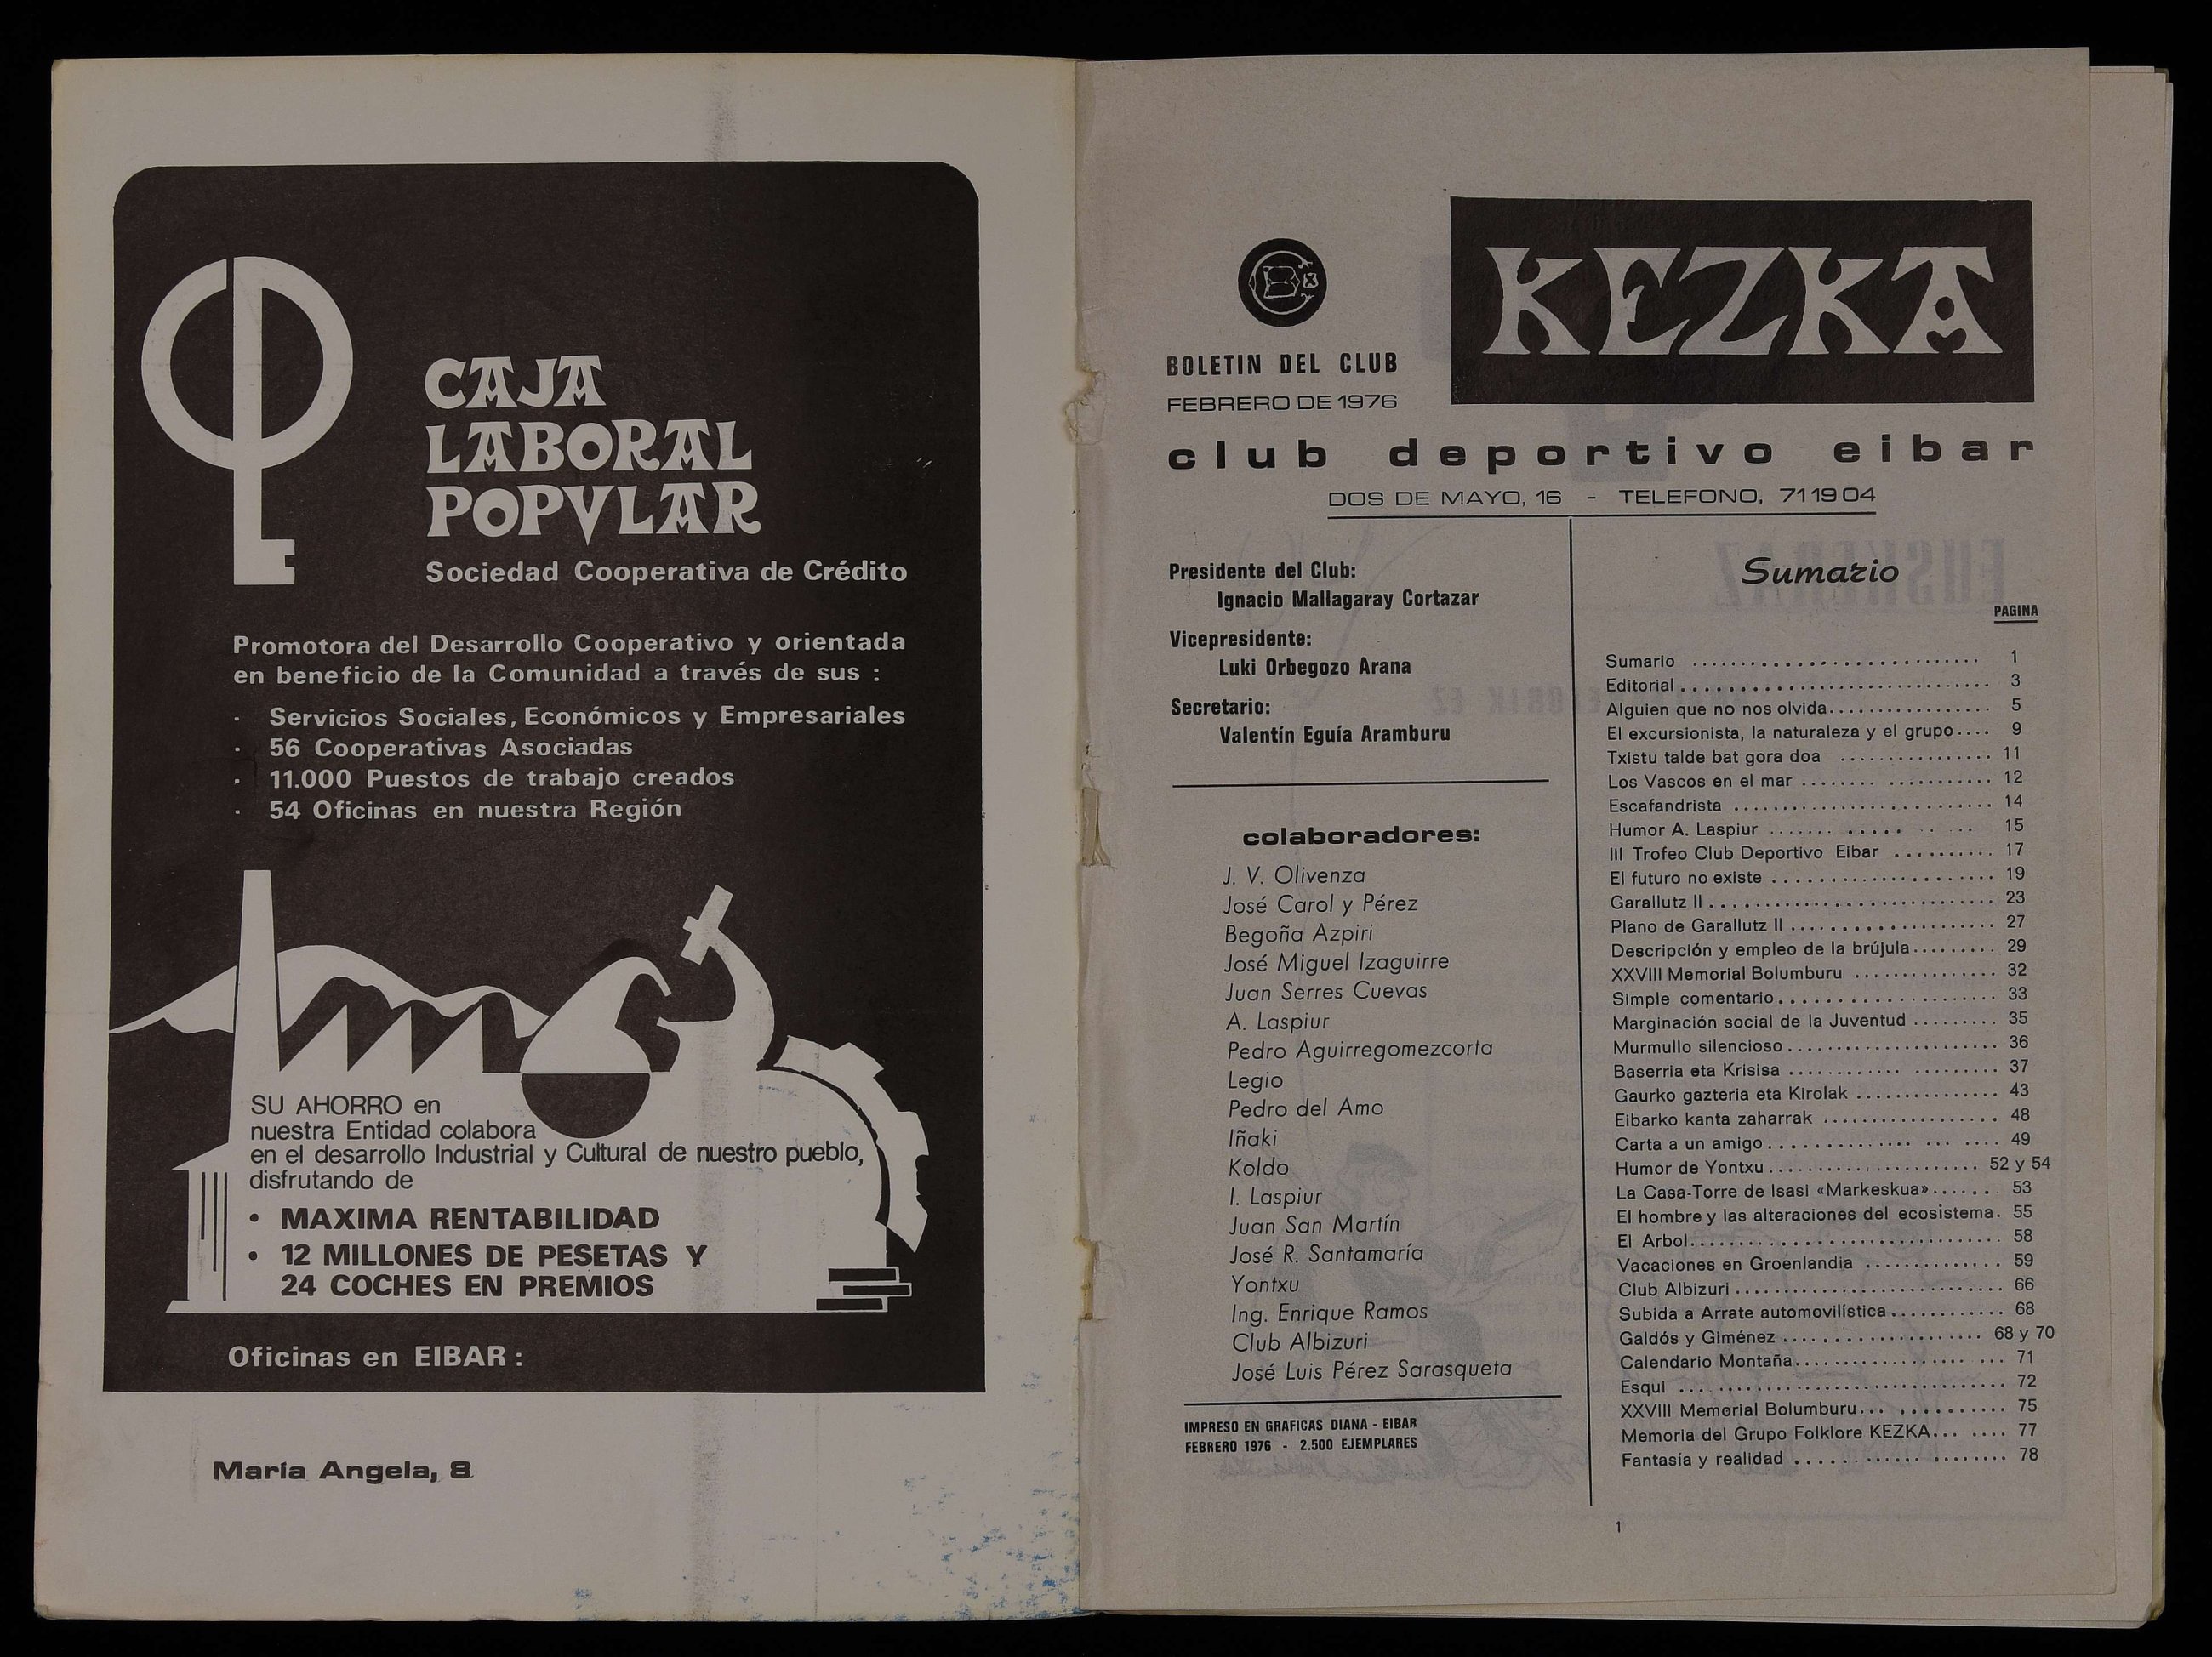 CAJA
LABORAL
POPVLAR
Sociedad Cooperativa de Crédito
Promotora del Desarrollo Cooperativo y orientada
en beneficio de la Comunidad a través de sus :
· Servicios Sociales, Económicos y Empresariales
· 56 Cooperativas Asociadas
· 11.000 Puestos de trabajo creados
· 54 Oficinas en nuestra Región
SU AHORRO en
nuestra Entidad colabora
en el desarrollo Industrial y Cultural de nuestro pueblo,
disfrutando de
• MAXIMA RENTABILIDAD
• 12 MILLONES DE PESETAS Y
24 COCHES EN PREMIOS
Oficinas en EIBAR :
María Angela, 8
KEZKA
BOLETIN DEL CLUB
FEBRERO DE 1976
club deportivo eibar
DOS DE MAYO, 16 - TELEFONO, 71 19 04
Presidente del Club:
Ignacio Mallagaray Cortazar
Vicepresidente:
Luki Orbegozo Arana
Secretario:
Valentín Eguía Aramburu
colaboradores:
J. V. Olivenza
José Carol y Pérez
Begoña Azpiri
José Miguel Izaguirre
Juan Serres Cuevas
A. Laspiur
Pedro Aguirregomezcorta
Legio
Pedro del Amo
Iñaki
Koldo
I. Laspiur
Juan San Martín
José R. Santamaría
Yontxu
Ing. Enrique Ramos
Club Albizuri
José Luis Pérez Sarasqueta
IMPRESO EN GRAFICAS DIANA - EIBAR
FEBRERO 1976 - 2.500 EJEMPLARES
Sumario
PAGINA
Sumario ........................... 1
Editorial ........................... 3
Alguien que no nos olvida ................ 5
El excursionista, la naturaleza y el grupo .... 9
Txistu talde bat gora doa ................ 11
Los Vascos en el mar ................ 12
Escafandrista ........................ 14
Humor A. Laspiur ................ 15
III Trofeo Club Deportivo Eibar .......... 17
El futuro no existe ..................... 19
Garallutz II ........................... 23
Plano de Garallutz II ................... 27
Descripción y empleo de la brújula ......... 29
XXVIII Memorial Bolumburu .............. 32
Simple comentario ..................... 33
Marginación social de la Juventud ......... 35
Murmullo silencioso ..................... 36
Baserria eta Krisisa ..................... 37
Gaurko gazteria eta Kirolak .............. 43
Eibarko kanta zaharrak ................. 48
Carta a un amigo ..................... 49
Humor de Yontxu ..................... 52 y 54
La Casa-Torre de Isasi «Markeskua» ...... 53
El hombre y las alteraciones del ecosistema. 55
El Arbol ........................... 58
Vacaciones en Groenlandia .............. 59
Club Albizuri ........................ 66
Subida a Arrate automovilística ........... 68
Galdós y Giménez .................... 68 y 70
Calendario Montaña ................... 71
Esquí ........................... 72
XXVIII Memorial Bolumburu .............. 75
Memoria del Grupo Folklore KEZKA ....... 77
Fantasía y realidad .................... 78
1